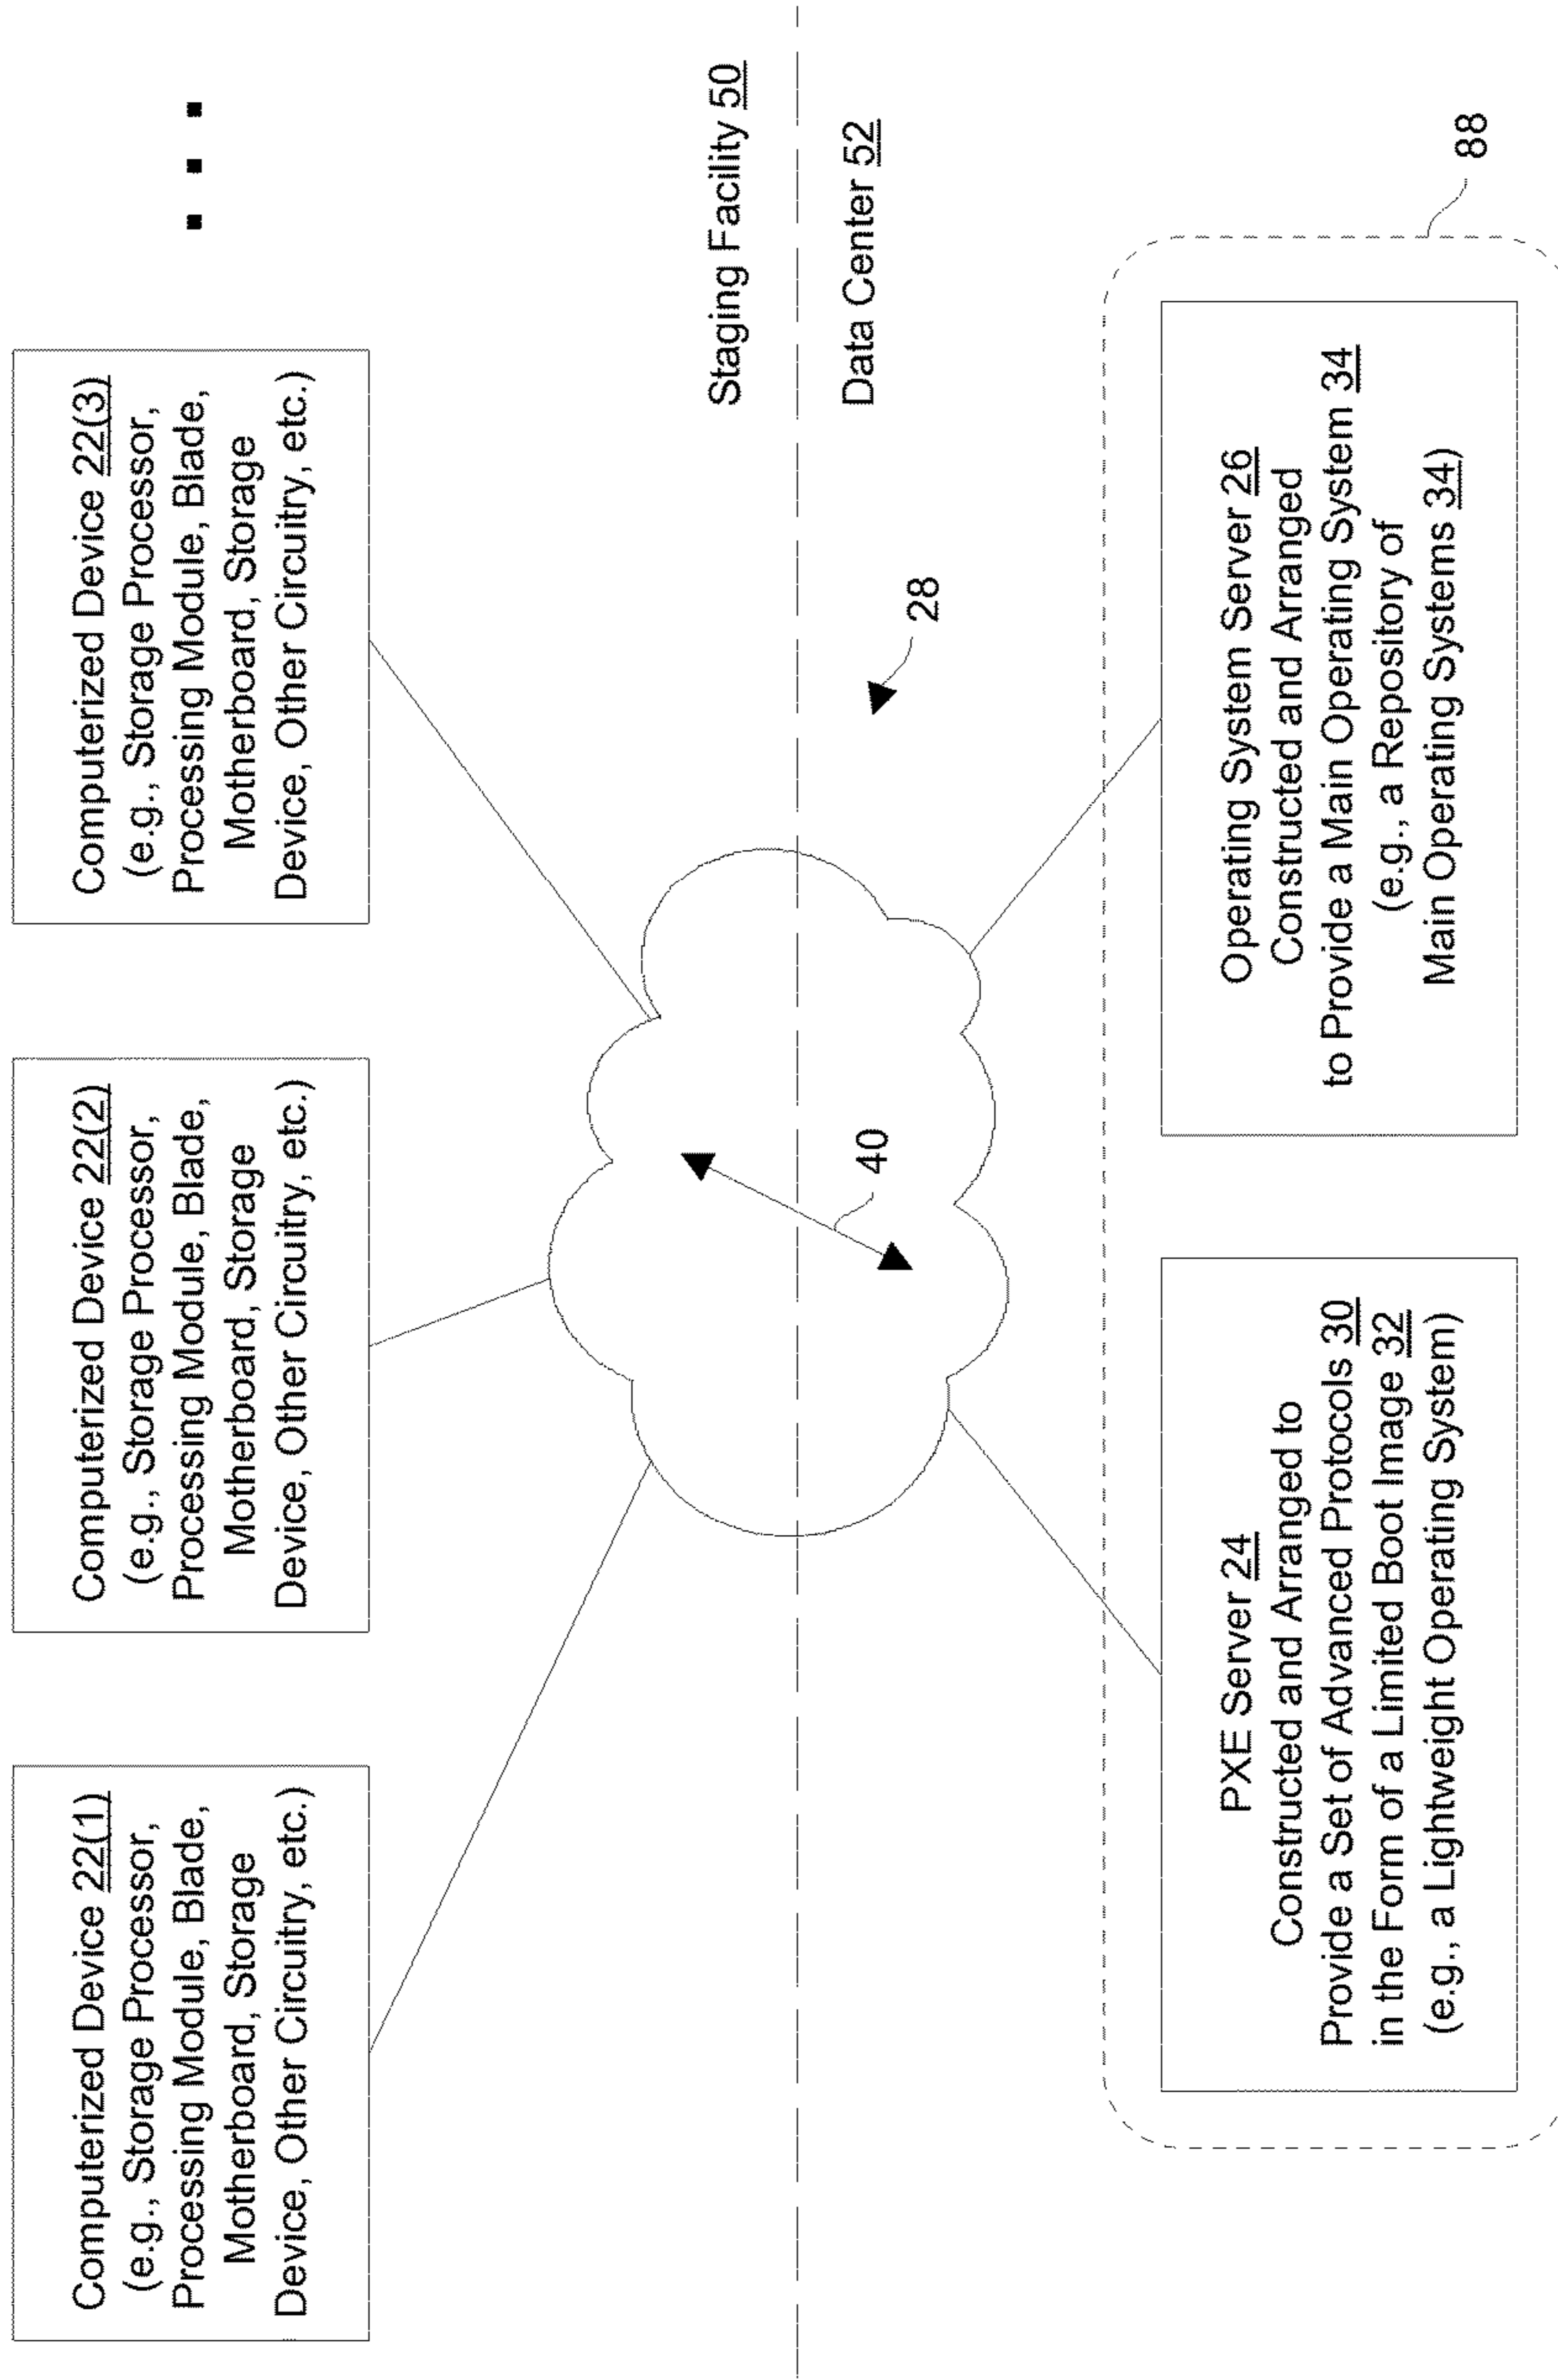 Computerized Device 22(1)
(e.g., Storage Processor,
Processing Module, Blade,
Motherboard, Storage
Device, Other Circuitry, etc.)
Computerized Device 22(2)
(e.g., Storage Processor,
Processing Module, Blade,
Motherboard, Storage
Device, Other Circuitry, etc.)
Computerized Device 22(3)
(e.g., Storage Processor,
Processing Module, Blade,
Motherboard, Storage
Device, Other Circuitry, etc.)
Staging Facility 50
Data Center 52
28
40
PXE Server 24
Constructed and Arranged to
Provide a Set of Advanced Protocols 30
in the Form of a Limited Boot Image 32
(e.g., a Lightweight Operating System)
Operating System Server 26
Constructed and Arranged
to Provide a Main Operating System 34
(e.g., a Repository of
Main Operating Systems 34)
88